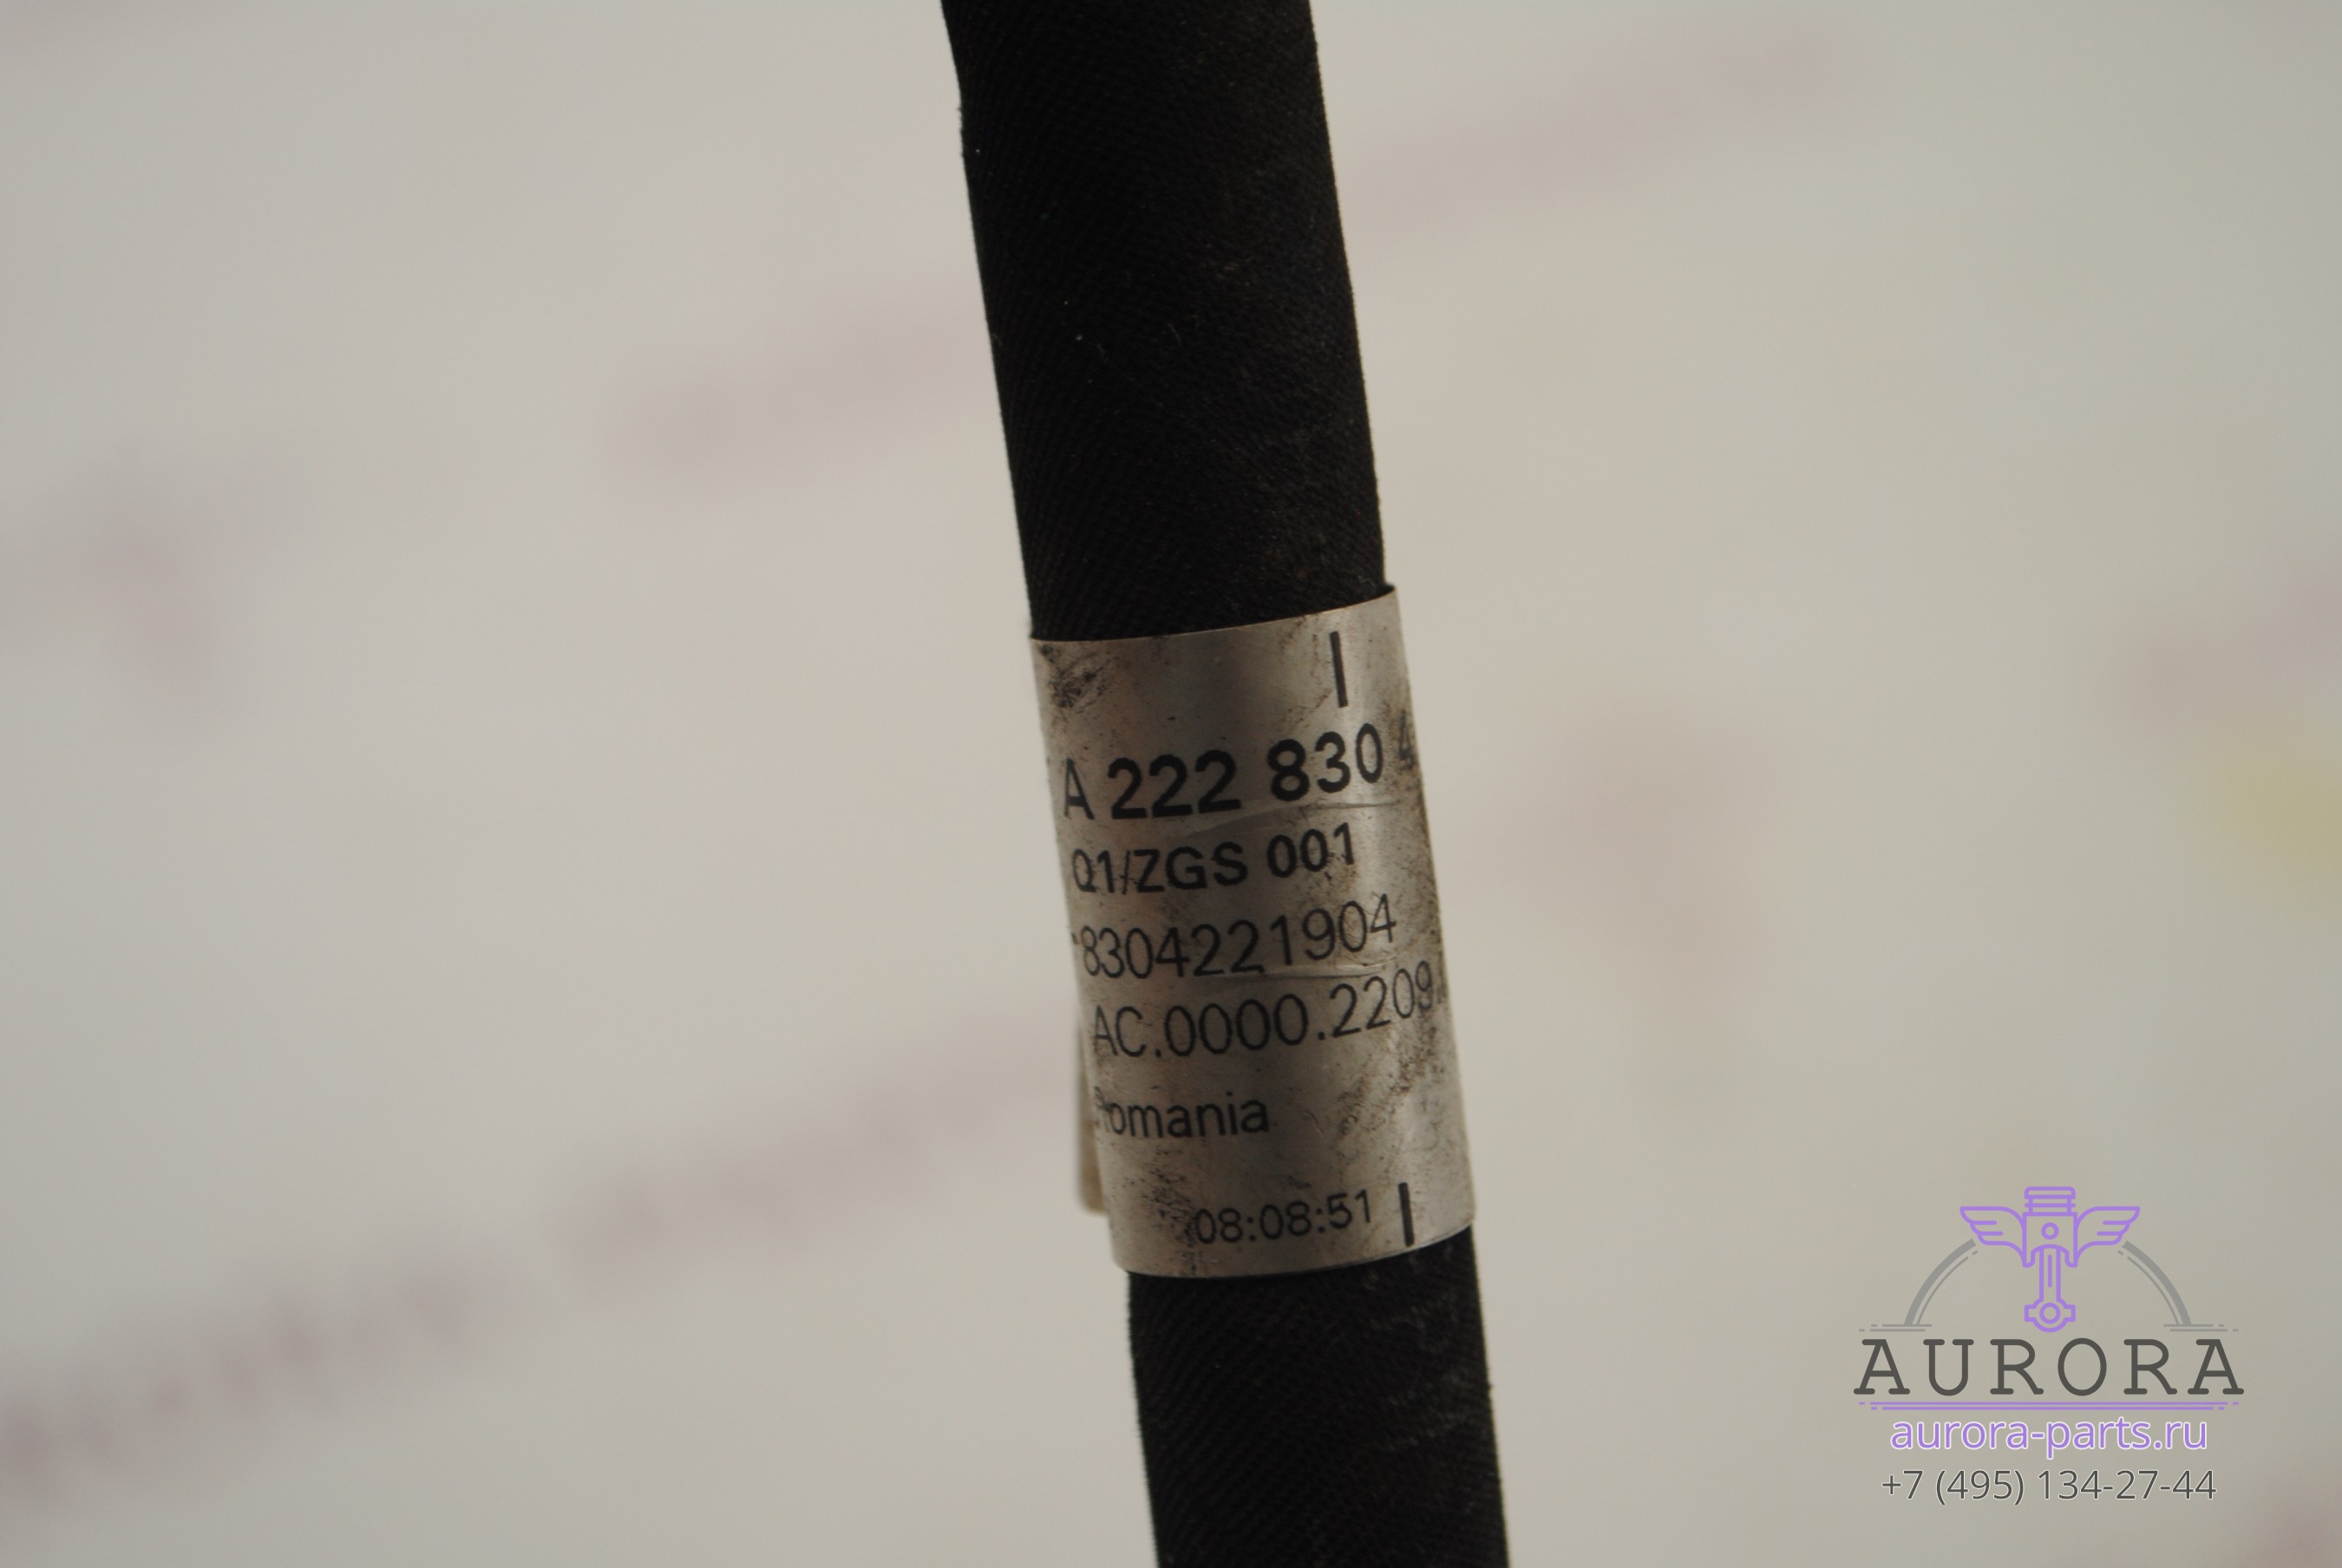 A 222 830 4
Q1/ZGS 001
-8304221904
AC.0000.2209
Romania
08:08:51
AURORA
aurora-parts.ru
+7 (495) 134-27-44